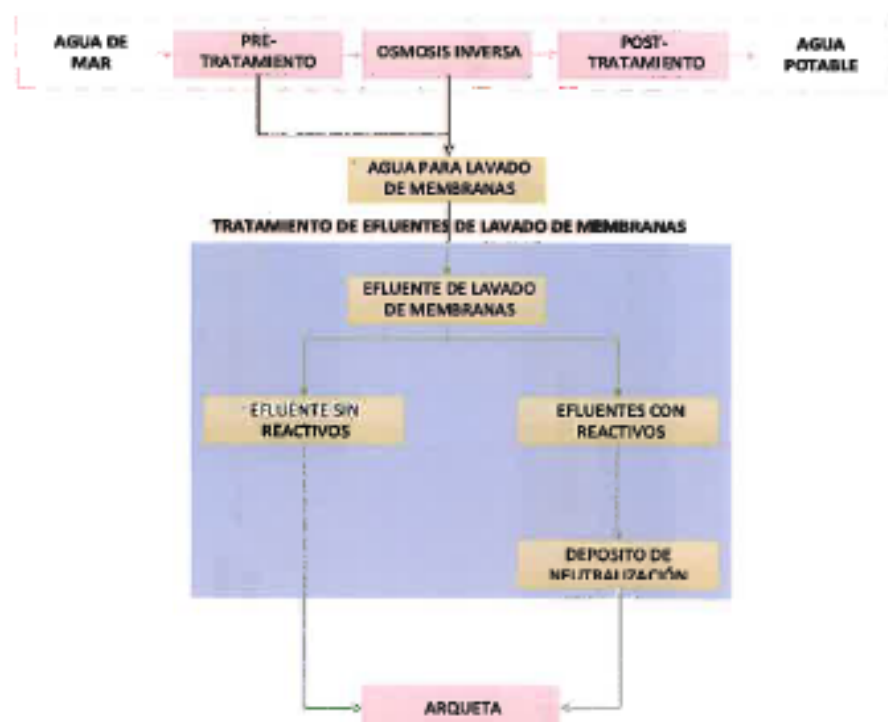 AGUA DE
MAR
PRE-
TRATAMIENTO
OSMOSIS INVERSA
POST-
TRATAMIENTO
AGUA
POTABLE
AGUA PARA LAVADO
DE MEMBRANAS
TRATAMIENTO DE EFLUENTES DE LAVADO DE MEMBRANAS
EFLUENTE DE LAVADO
DE MEMBRANAS
EFLUENTE SIN
REACTIVOS
EFLUENTES CON
REACTIVOS
DEPOSITO DE
NEUTRALIZACIÓN
ARQUETA